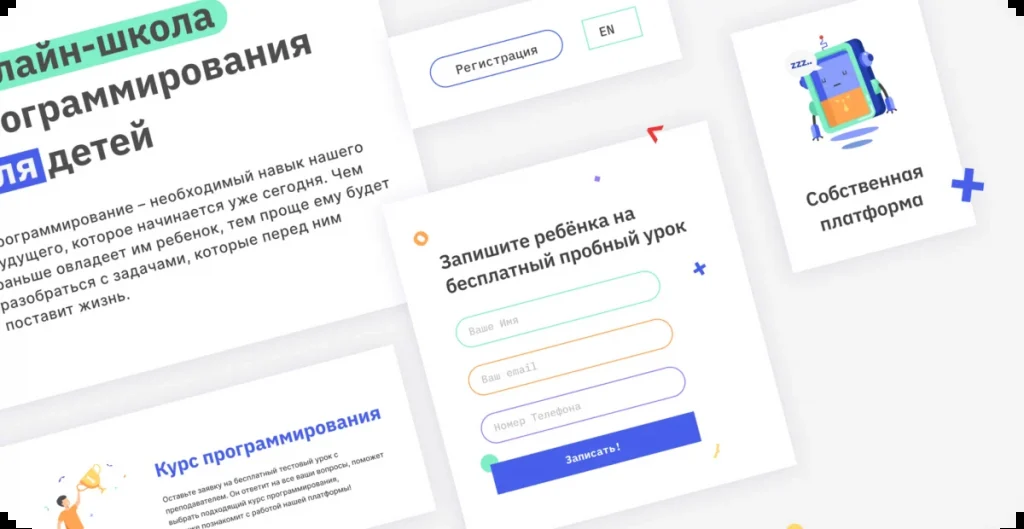 лайн-школа
ограммирования
ля детей
рограммирование – необходимый навык нашего
удущего, которое начинается уже сегодня. Чем
раньше овладеет им ребенок, тем проще ему будет
разобраться с задачами, которые перед ним
поставит жизнь.
Регистрация
EN
zzz..
Собственная
платформа
Запишите ребёнка на
бесплатный пробный урок
Ваше Имя
Ваш email
Номер Телефона
Записать!
Курс программирования
Оставьте заявку на бесплатный тестовый урок с
преподавателем. Он ответит на все ваши вопросы, поможет
выбрать подходящий курс программирования,
же познакомит с работой нашей платформы!